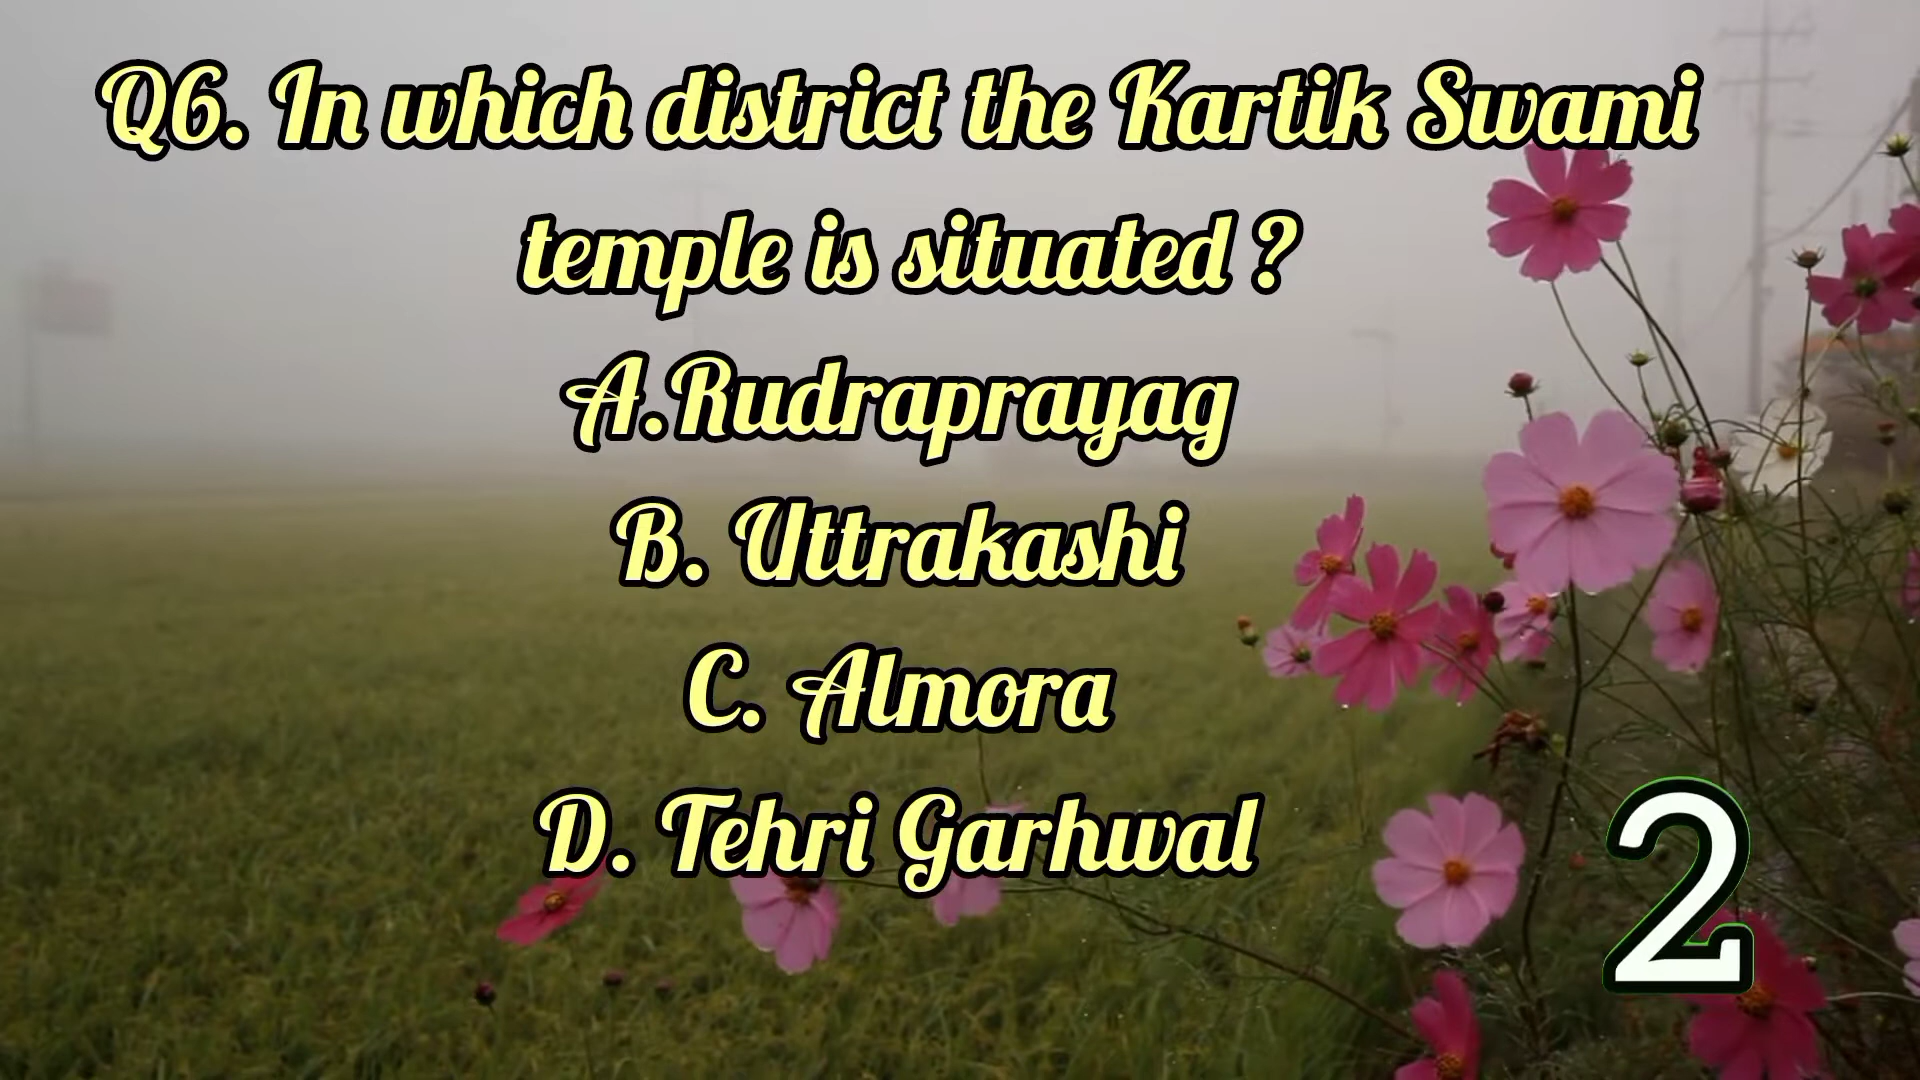 Q6. In which district the Kartik Swami
temple is situated ?
A.Rudraprayag
B. Uttrakashi
C. Almora
D. Tehri Garhwal
2